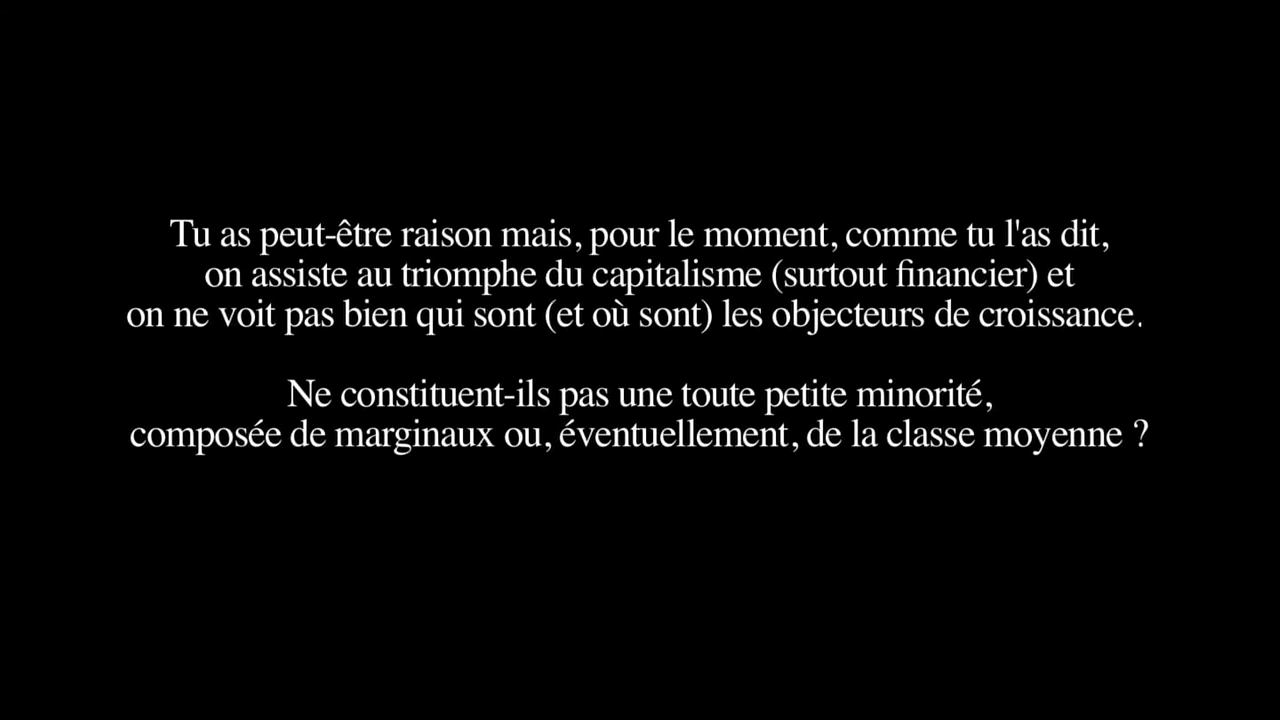 Tu as peut-être raison mais, pour le moment, comme tu l'as dit,
on assiste au triomphe du capitalisme (surtout financier) et
on ne voit pas bien qui sont (et où sont) les objecteurs de croissance.
Ne constituent-ils pas une toute petite minorité,
composée de marginaux ou, éventuellement, de la classe moyenne ?